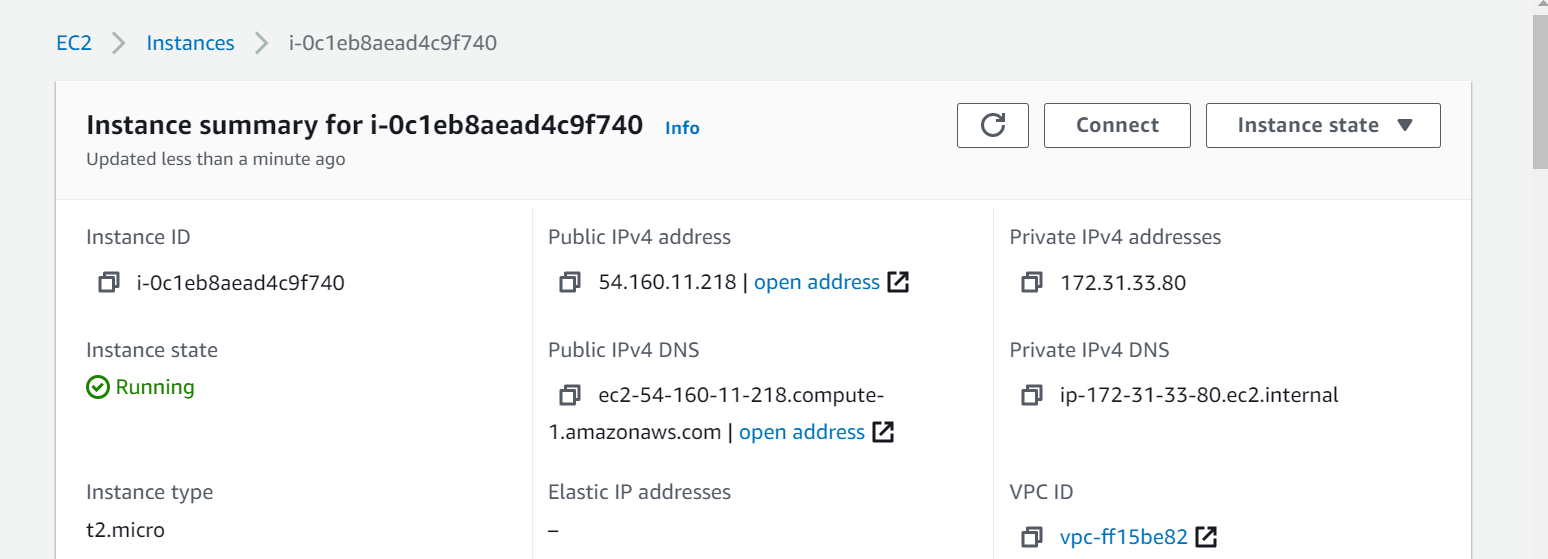 EC2 Instances i-0c1eb8aead4c9f740
Instance summary for i-0c1eb8aead4c9f740 Info
Updated less than a minute ago
Connect
Instance state
Instance ID
i-0c1eb8aead4c9f740
Public IPv4 address
54.160.11.218 | open address
Private IPv4 addresses
172.31.33.80
Instance state
Running
Public IPv4 DNS
ec2-54-160-11-218.compute-
1.amazonaws.com | open address
Private IPv4 DNS
ip-172-31-33-80.ec2.internal
Instance type
t2.micro
Elastic IP addresses
–
VPC ID
vpc-ff15be82